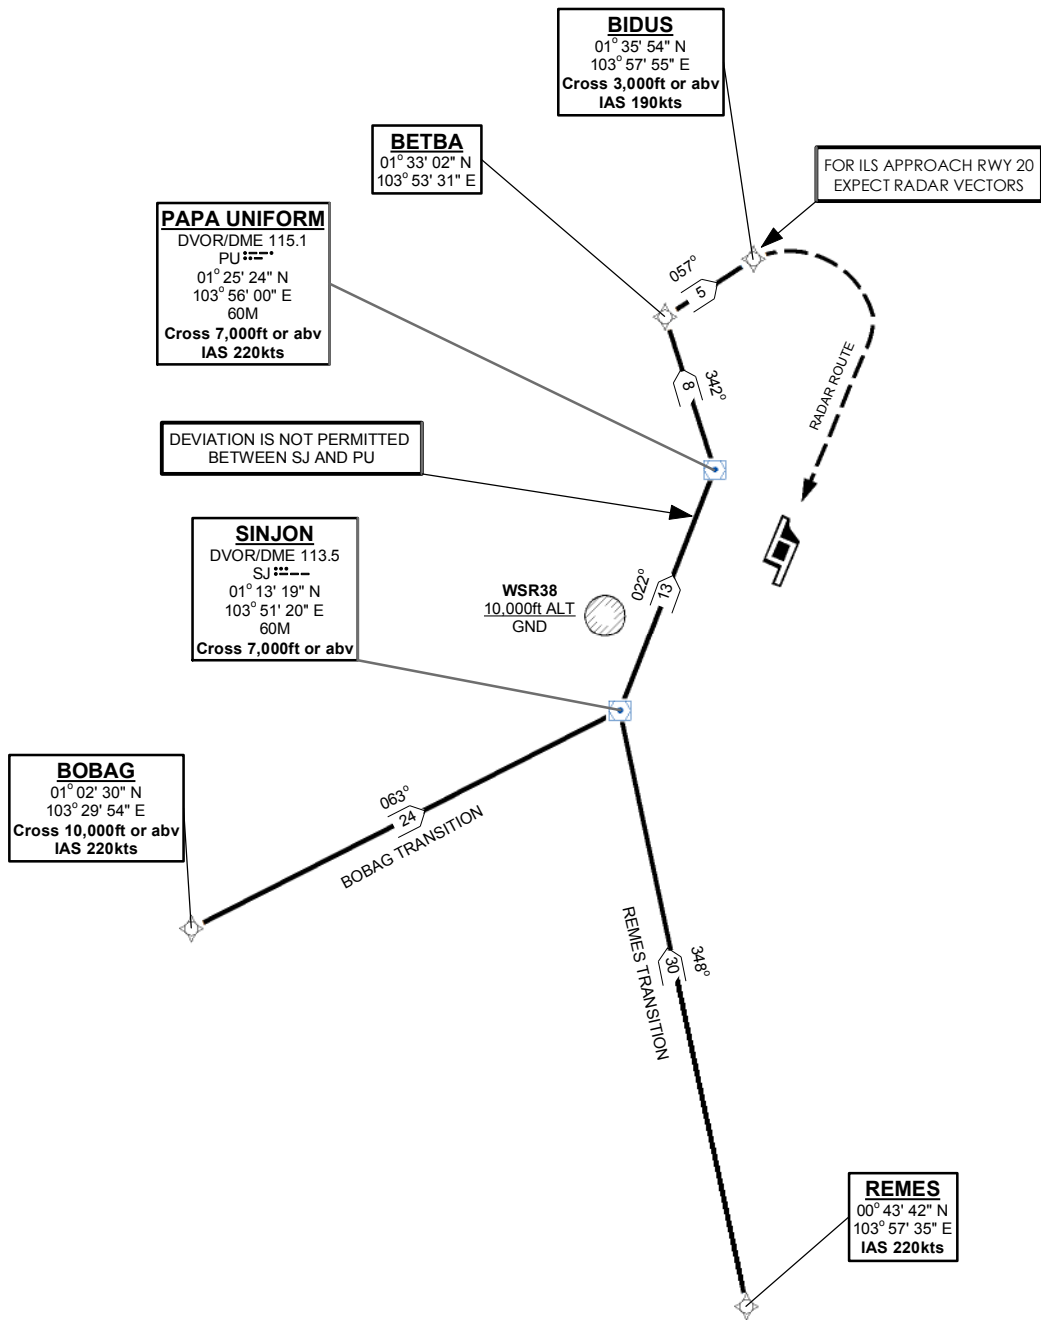 BIDUS
01° 35' 54" N
103° 57' 55" E
Cross 3,000ft or abv
IAS 190kts
BETBA
01° 33' 02" N
103° 53' 31" E
FOR ILS APPROACH RWY 20
EXPECT RADAR VECTORS
PAPA UNIFORM
DVOR/DME 115.1
PU
01° 25' 24" N
103° 56' 00" E
60M
Cross 7,000ft or abv
IAS 220kts
057°
5
RADAR ROUTE
342°
8
DEVIATION IS NOT PERMITTED
BETWEEN SJ AND PU
SINJON
DVOR/DME 113.5
SJ
01° 13' 19" N
103° 51' 20" E
60M
Cross 7,000ft or abv
WSR38
10,000ft ALT
GND
022°
13
BOBAG
01° 02' 30" N
103° 29' 54" E
Cross 10,000ft or abv
IAS 220kts
063°
24
BOBAG TRANSITION
REMES TRANSITION
348°
30
REMES
00° 43' 42" N
103° 57' 35" E
IAS 220kts